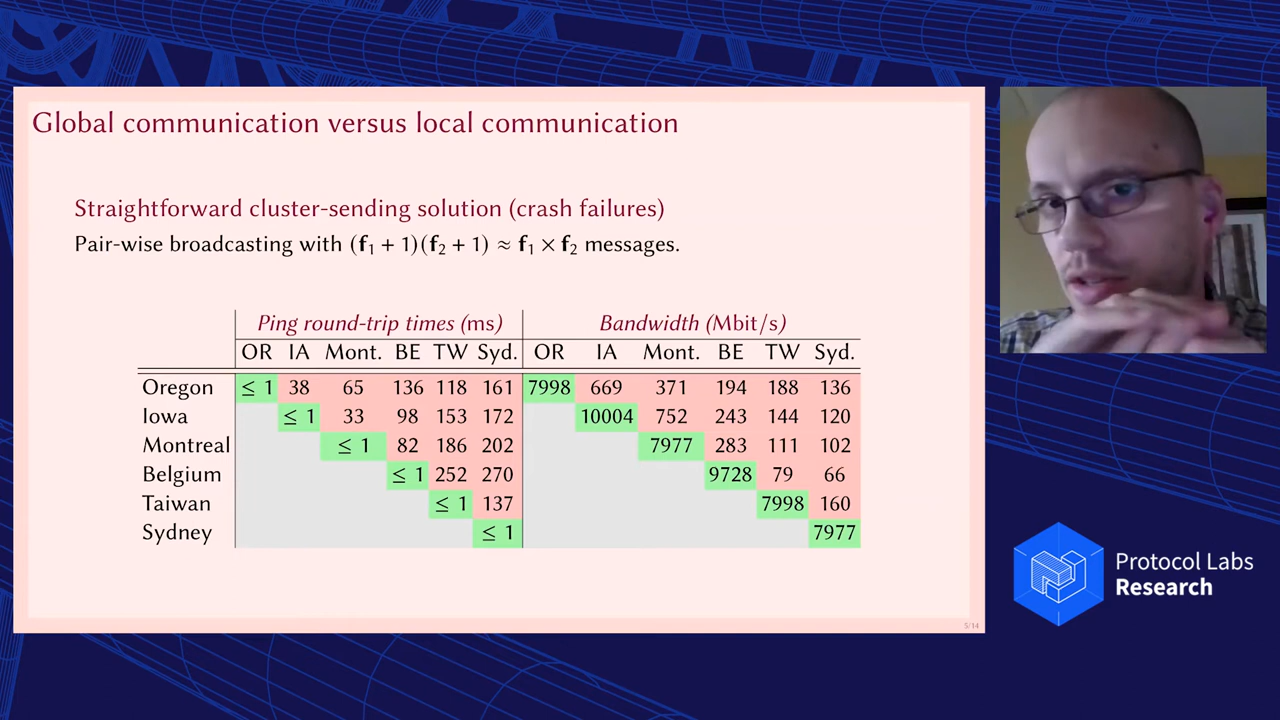 Global communication versus local communication
Straightforward cluster-sending solution (crash failures)
Pair-wise broadcasting with (f₁ + 1)(f₂ + 1) ≈ f₁ × f₂ messages.
Ping round-trip times (ms) Bandwidth (Mbit/s)
OR IA Mont. BE TW Syd. OR IA Mont. BE TW Syd.
Oregon ≤ 1 38 65 136 118 161 7998 669 371 194 188 136
Iowa ≤ 1 33 98 153 172 10004 752 243 144 120
Montreal ≤ 1 82 186 202 7977 283 111 102
Belgium ≤ 1 252 270 9728 79 66
Taiwan ≤ 1 137 7998 160
Sydney ≤ 1 7977
5/14
Protocol Labs
Research